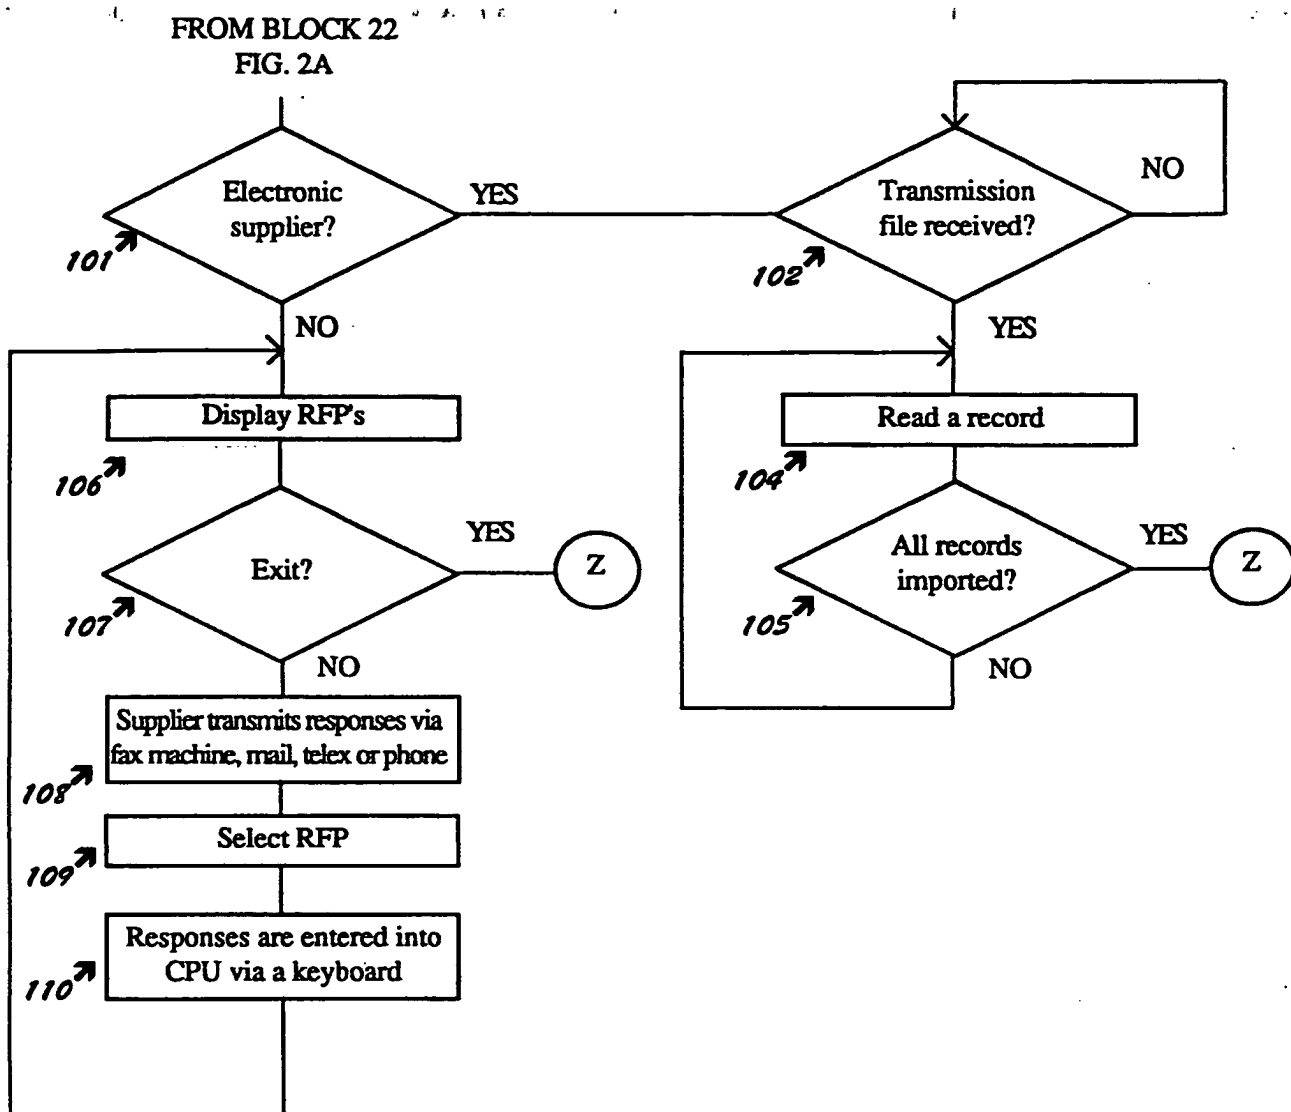 FROM BLOCK 22
FIG. 2A
Electronic
supplier?
YES
101
NO
Transmission
file received?
NO
102
YES
Display RFP's
106
Read a record
104
Exit?
YES
Z
107
NO
All records
imported?
YES
Z
105
NO
Supplier transmits responses via
fax machine, mail, telex or phone
108
Select RFP
109
Responses are entered into
CPU via a keyboard
110